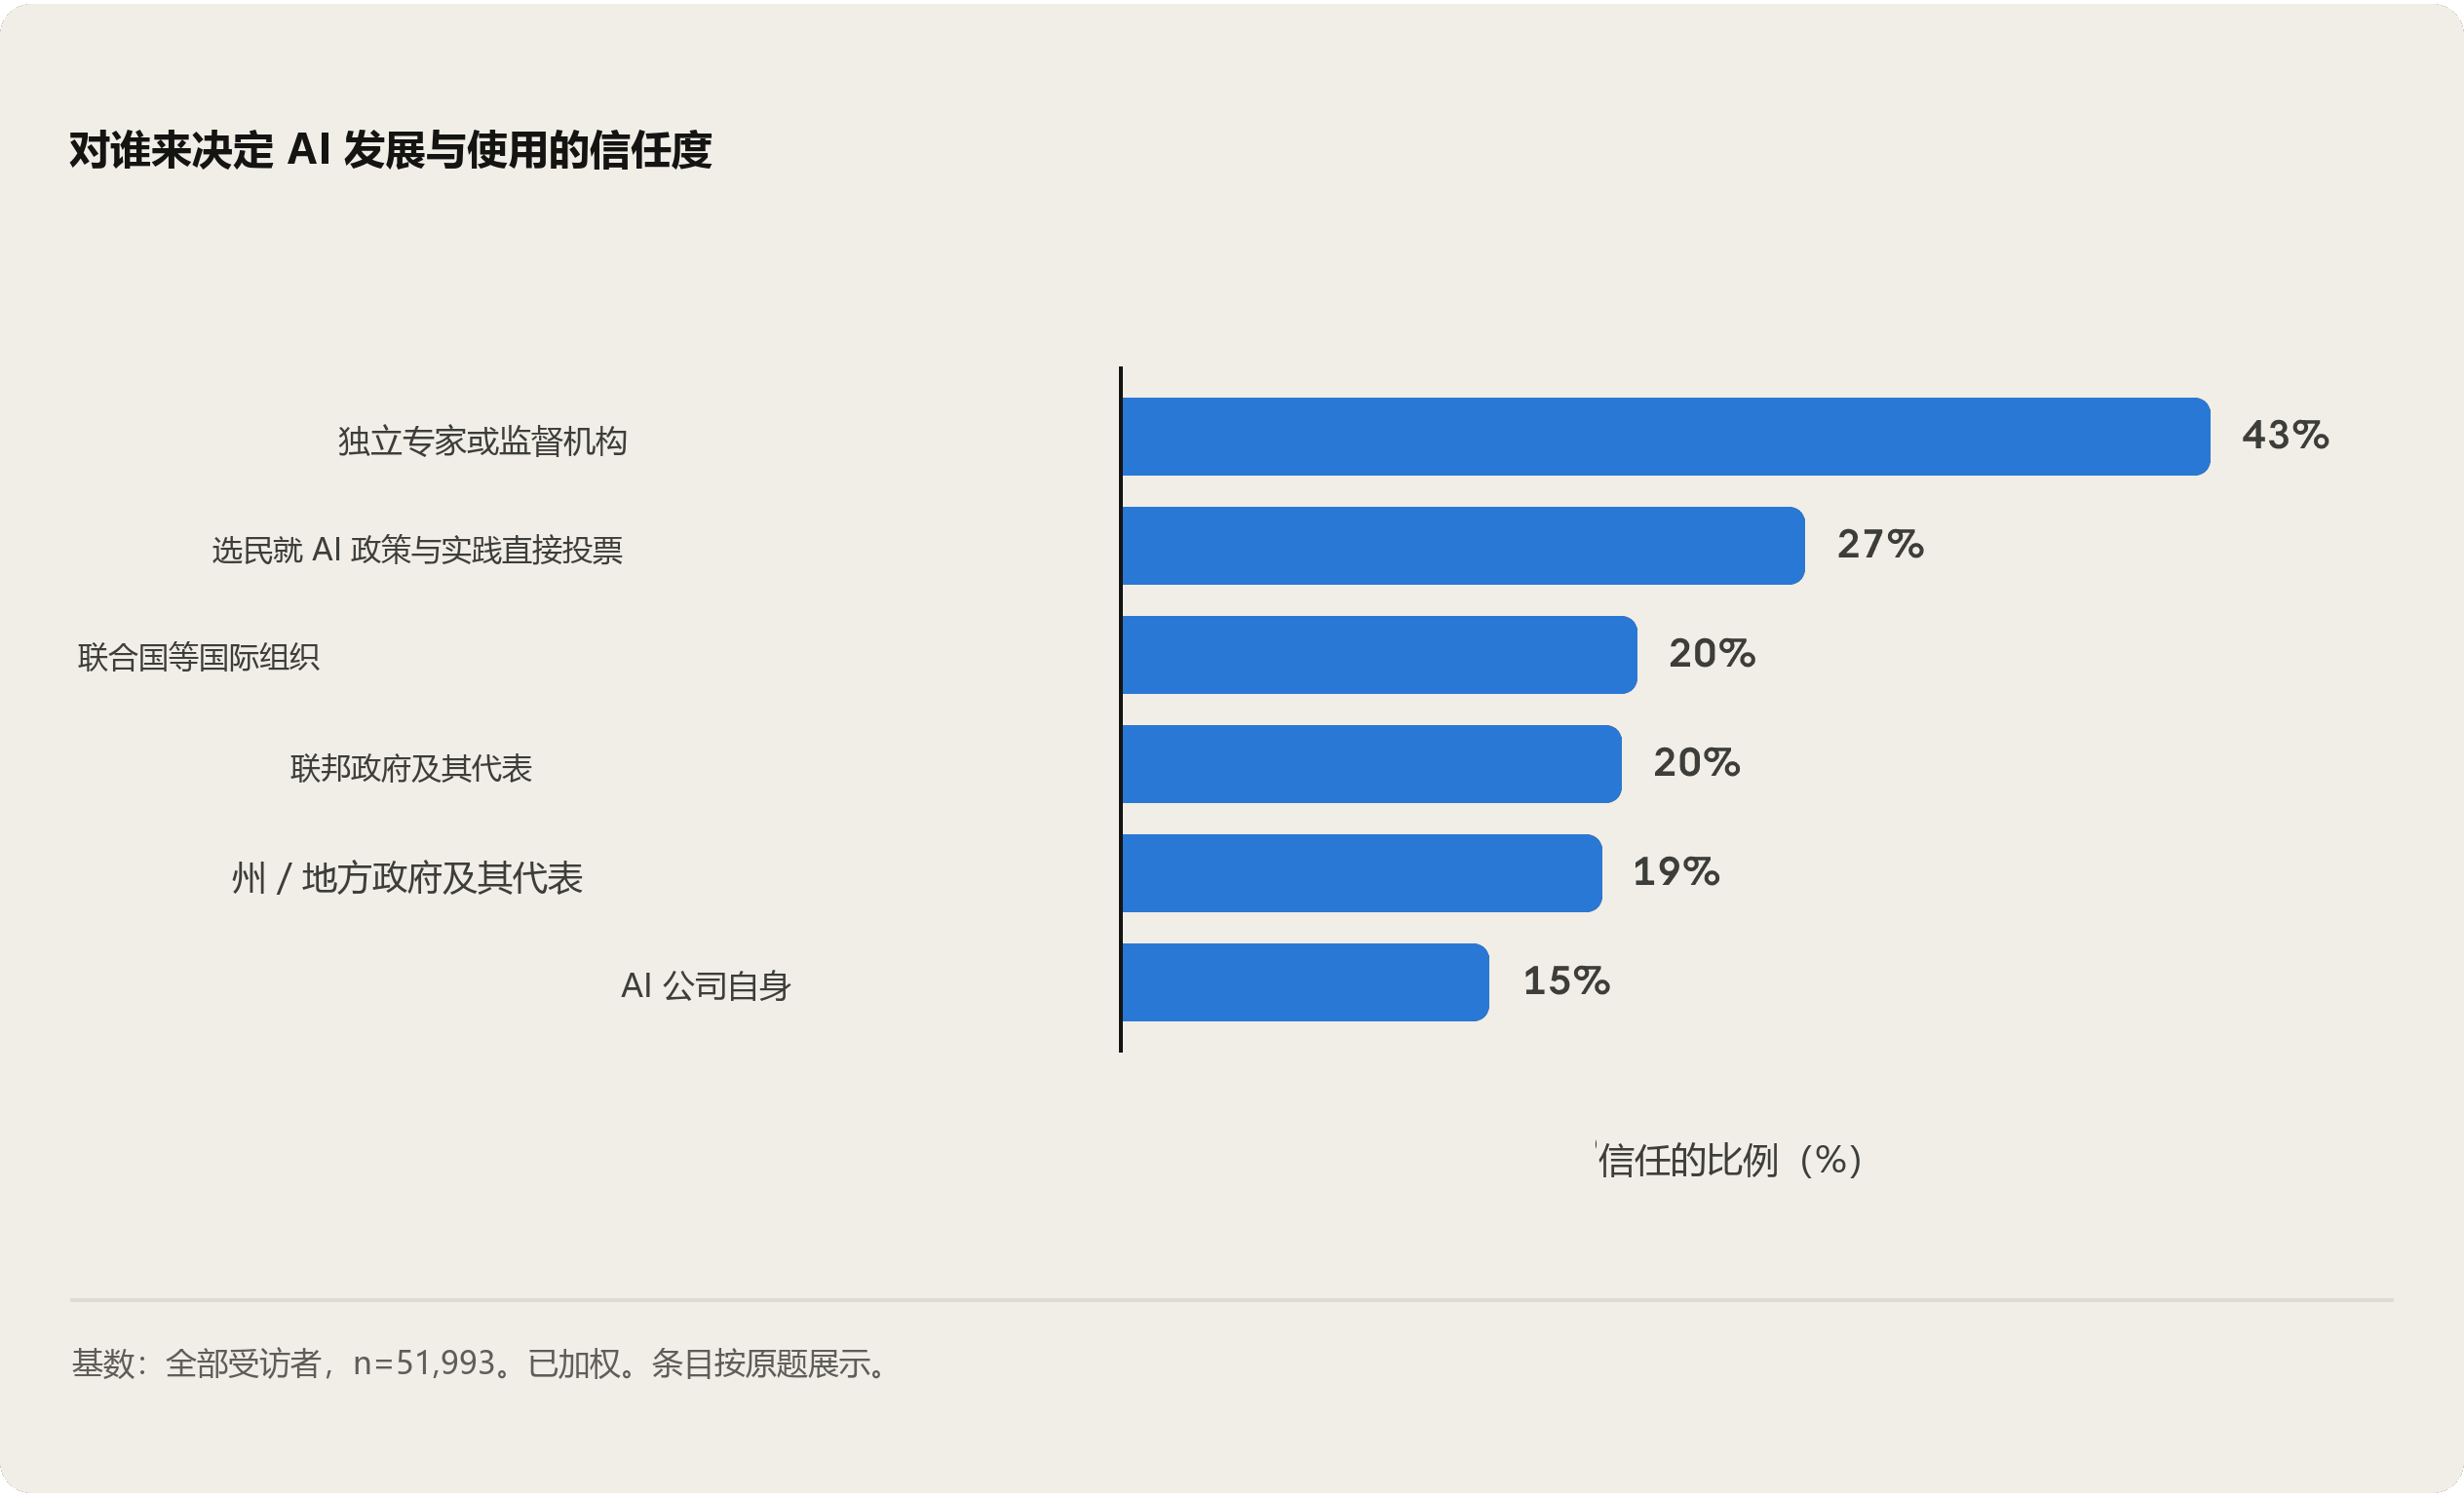 对谁来决定 AI 发展与使用的信任度
独立专家或监督机构 43%
选民就 AI 政策与实践直接投票 27%
联合国等国际组织 20%
联邦政府及其代表 20%
州 / 地方政府及其代表 19%
AI 公司自身 15%
信任的比例（%）
基数：全部受访者，n=51,993。已加权。条目按原题展示。